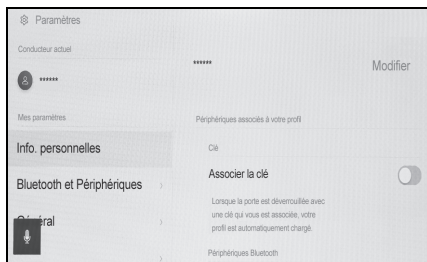 Paramètres
Conducteur actuel
******
****** Modifier
Mes paramètres
Périphériques associés à votre profil
Info. personnelles
Clé
Associer la clé
Bluetooth et Périphériques
Lorsque la porte est déverrouillée avec
une clé qui vous est associée, votre
profil est automatiquement chargé.
Périphériques Bluetooth